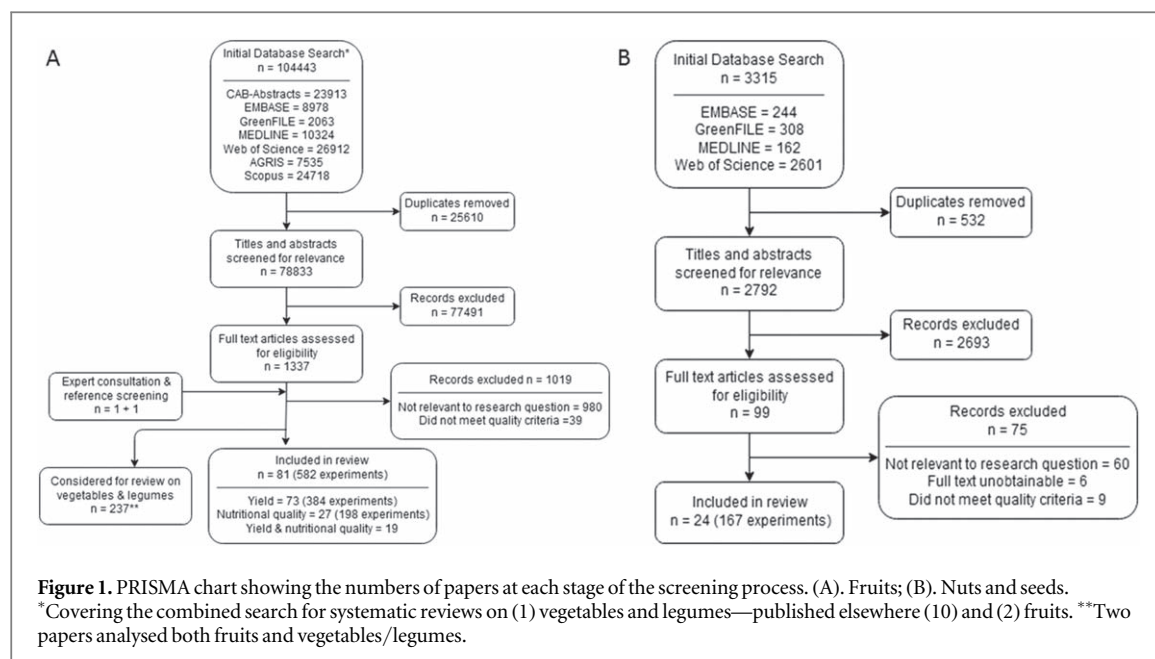 A
Initial Database Search*
n = 104443
CAB-Abstracts = 23913
EMBASE = 8978
GreenFILE = 2063
MEDLINE = 10324
Web of Science = 26912
AGRIS = 7535
Scopus = 24718
Duplicates removed
n = 25610
Titles and abstracts
screened for relevance
n = 78833
Records excluded
n = 77491
Full text articles assessed
for eligibility
n = 1337
Expert consultation &
reference screening
n = 1 + 1
Records excluded n = 1019
Not relevant to research question = 980
Did not meet quality criteria =39
Considered for review on
vegetables & legumes
n = 237**
Included in review
n = 81 (582 experiments)
Yield = 73 (384 experiments)
Nutritional quality = 27 (198 experiments)
Yield & nutritional quality = 19
B
Initial Database Search
n = 3315
EMBASE = 244
GreenFILE = 308
MEDLINE = 162
Web of Science = 2601
Duplicates removed
n = 532
Titles and abstracts
screened for relevance
n = 2792
Records excluded
n = 2693
Full text articles assessed
for eligibility
n = 99
Records excluded
n = 75
Not relevant to research question = 60
Full text unobtainable = 6
Did not meet quality criteria = 9
Included in review
n = 24 (167 experiments)
Figure 1. PRISMA chart showing the numbers of papers at each stage of the screening process. (A). Fruits; (B). Nuts and seeds.
*Covering the combined search for systematic reviews on (1) vegetables and legumes—published elsewhere (10) and (2) fruits. **Two
papers analysed both fruits and vegetables/legumes.